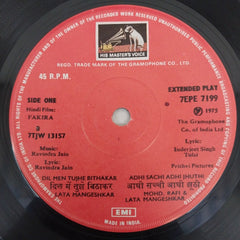 HIS MASTER'S VOICE
REGD. TRADE MARK OF THE GRAMOPHONE CO., LTD.
45 R.P.M.
EXTENDED PLAY
7EPE 7199
SIDE ONE
Hindi Film:
FAKIRA
3
7TJW 13157
℗ 1975
The Gramophone
Co. of India Ltd
Music:
Ravindra Jain
Lyric:
Ravindra Jain
Lyric:
Inderjeet Singh
Tulsi
Prithvi Pictures
DIL MEN TUJHE BITHAKAR
दिल में तुझे बिठाकर
LATA MANGESHKAR
ADHI SACHI ADHI JHUTHI
आधी सच्ची आधी झूठी
MOHD. RAFI &
LATA MANGESHKAR
EMI
MADE IN INDIA